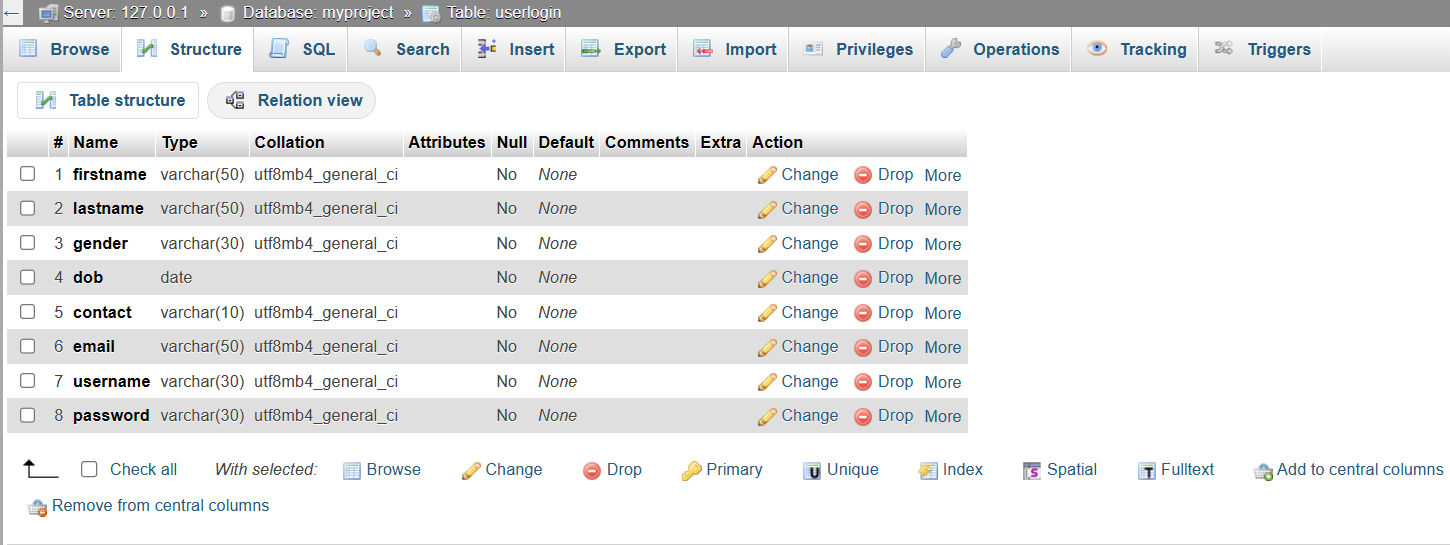 Server: 127.0.0.1 » Database: myproject » Table: userlogin
Browse Structure SQL Search Insert Export Import Privileges Operations Tracking Triggers
Table structure Relation view
# Name Type Collation Attributes Null Default Comments Extra Action
1 firstname varchar(50) utf8mb4_general_ci No None Change Drop More
2 lastname varchar(50) utf8mb4_general_ci No None Change Drop More
3 gender varchar(30) utf8mb4_general_ci No None Change Drop More
4 dob date No None Change Drop More
5 contact varchar(10) utf8mb4_general_ci No None Change Drop More
6 email varchar(50) utf8mb4_general_ci No None Change Drop More
7 username varchar(30) utf8mb4_general_ci No None Change Drop More
8 password varchar(30) utf8mb4_general_ci No None Change Drop More
Check all With selected: Browse Change Drop Primary Unique Index Spatial Fulltext Add to central columns
Remove from central columns